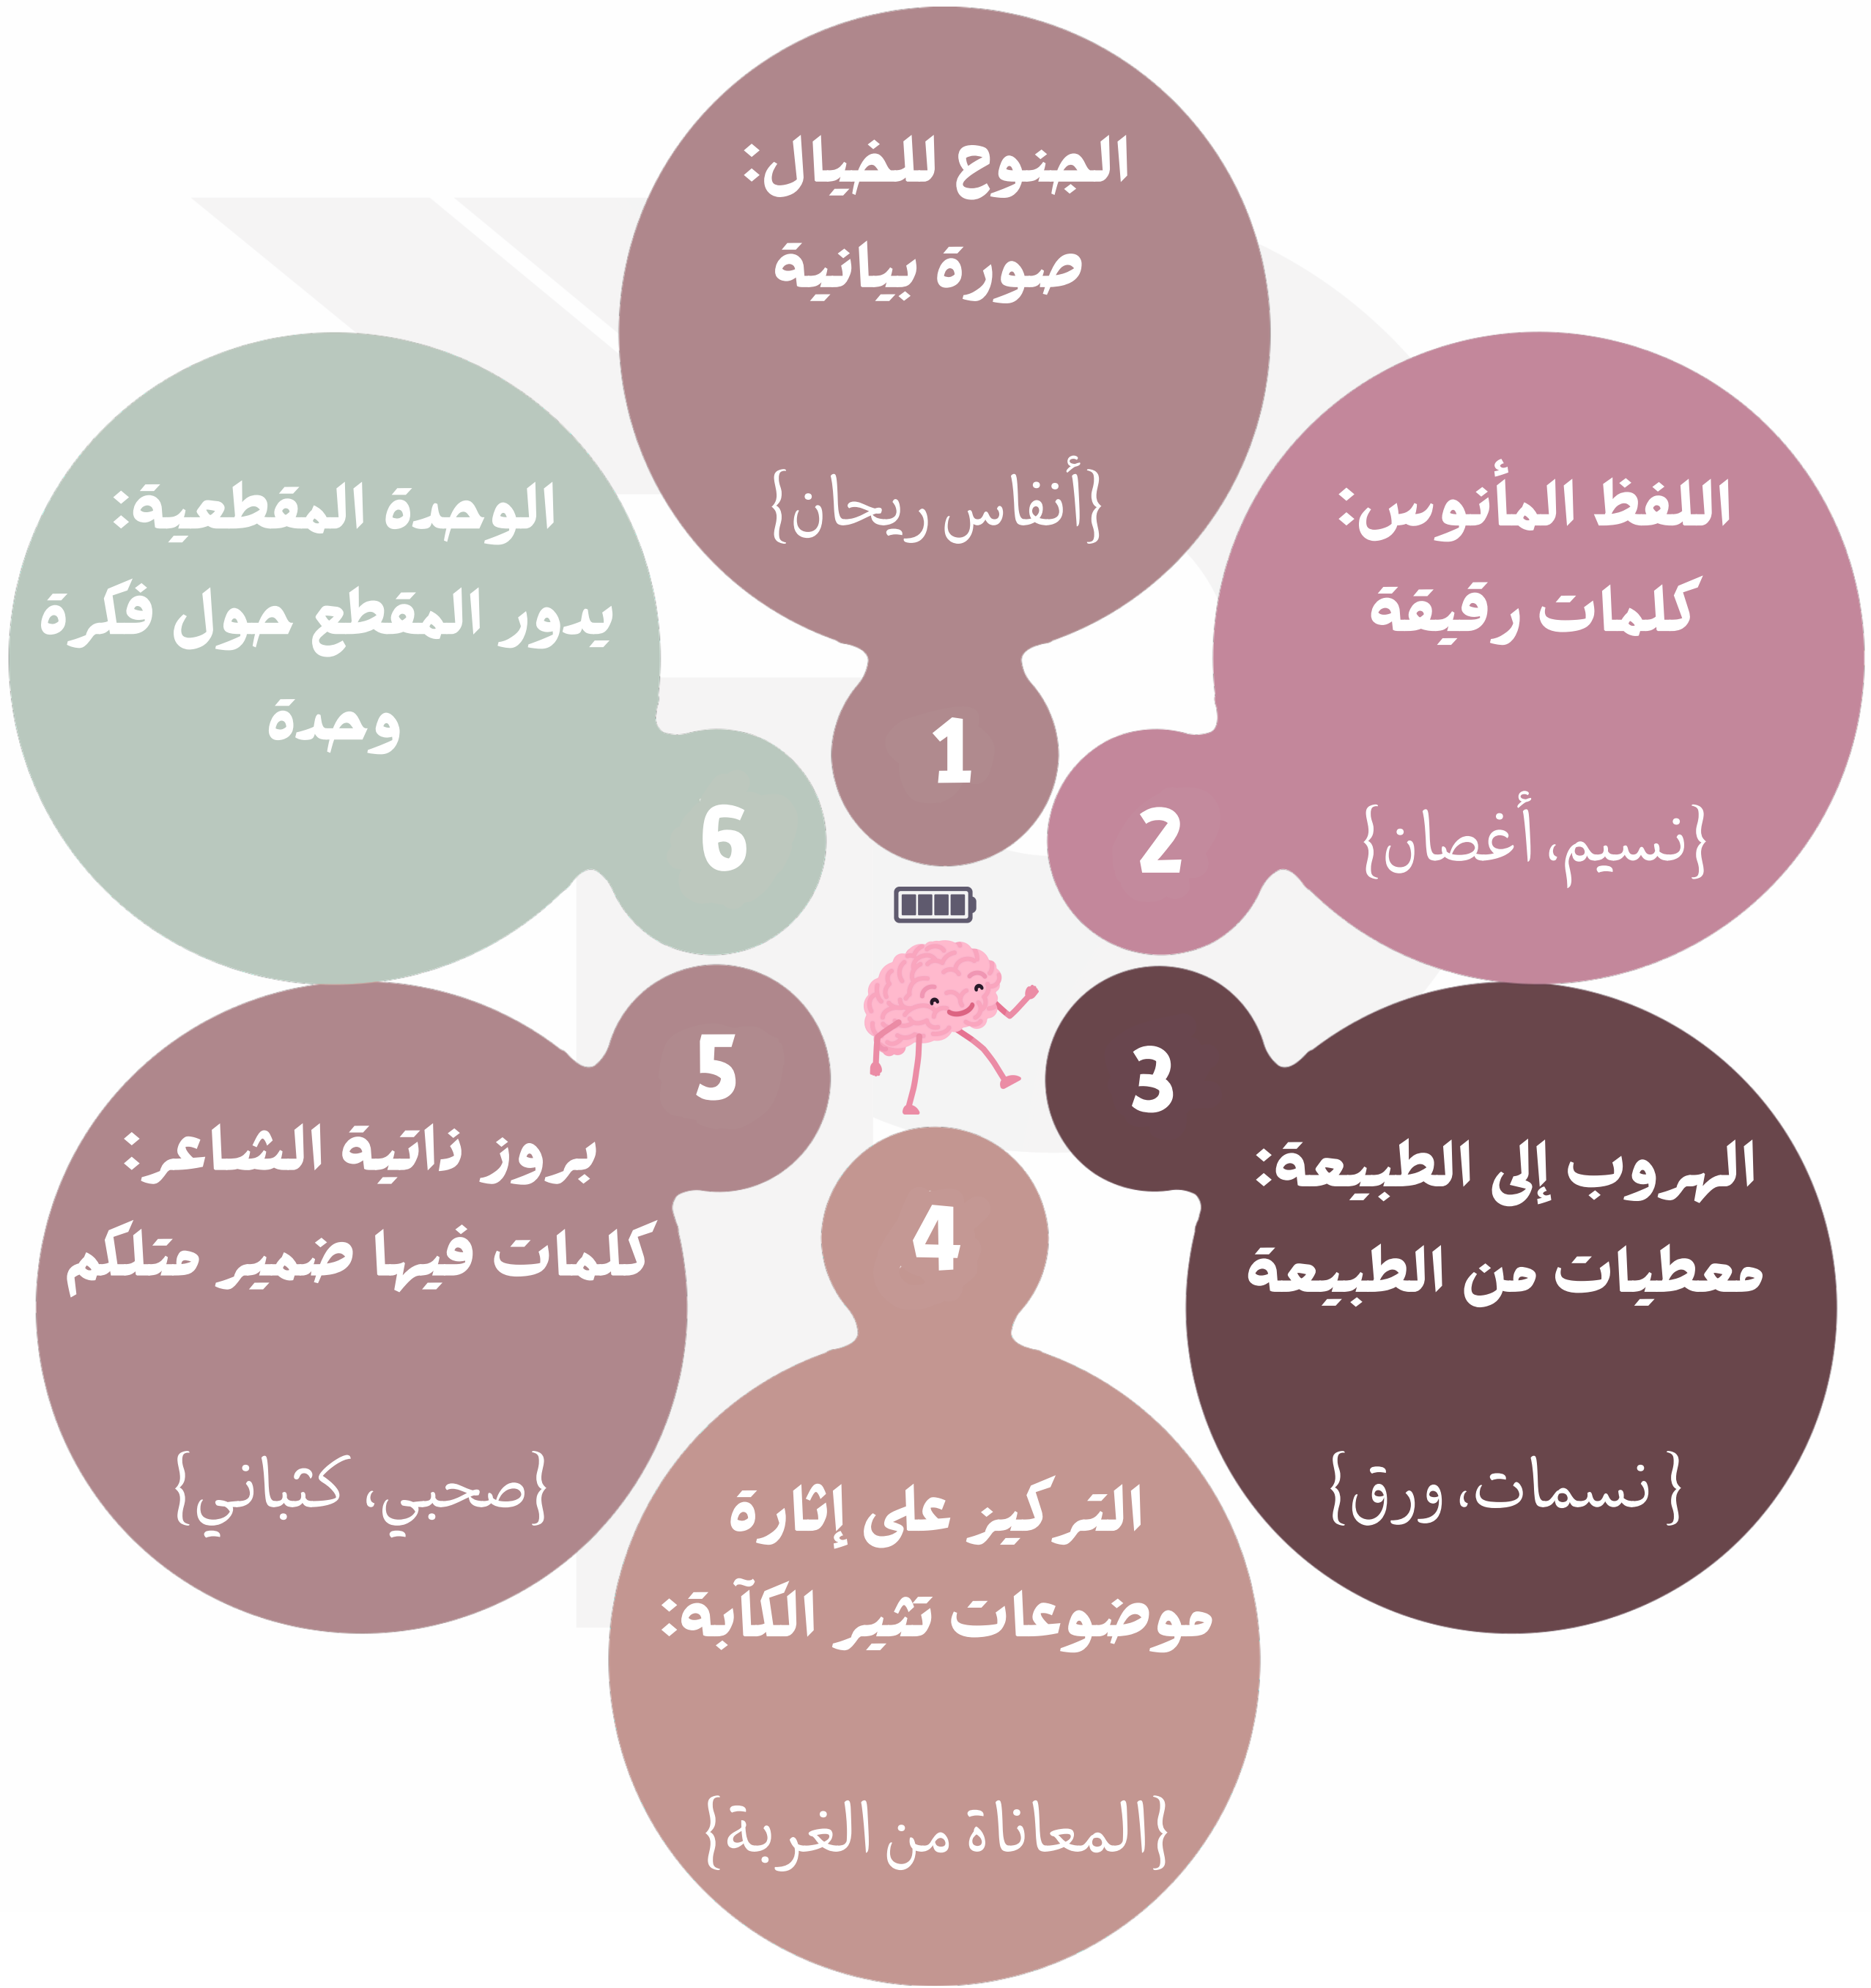 الجنوح للخيال:
صورة بيانية
{أنفاس ريحان}
1
اللفظ المأنوس:
كلمات رقيقة
{نسيم، أغصان}
2
3
الهروب إلى الطبيعة:
معطيات من الطبيعة
{ نسمات، ورق}
4
التركيز على إثارة
موضوعات تثير الكآبة:
{المعاناة من الغربة}
5
بروز ذاتية الشاعر:
كلمات فيها ضمير متكلم
{صحبي، كتباني}
الوحدة المقطعية:
يدور المقطع حول فكرة
وحدة
6